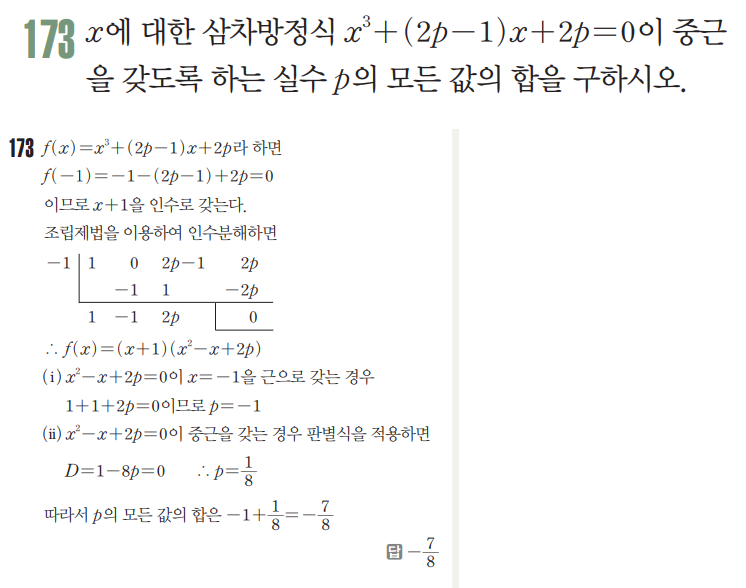 173 x에 대한 삼차방정식 x³+(2p−1)x+2p=0이 중근
을 갖도록 하는 실수 p의 모든 값의 합을 구하시오.
173 f(x)=x³+(2p−1)x+2p라 하면
f(−1)=−1−(2p−1)+2p=0
이므로 x+1을 인수로 갖는다.
조립제법을 이용하여 인수분해하면
−1 | 1 0 2p−1 2p
−1 1 −2p
1 −1 2p 0
∴ f(x)=(x+1)(x²−x+2p)
(ⅰ) x²−x+2p=0이 x=−1을 근으로 갖는 경우
1+1+2p=0이므로 p=−1
(ⅱ) x²−x+2p=0이 중근을 갖는 경우 판별식을 적용하면
D=1−8p=0 ∴ p=1/8
따라서 p의 모든 값의 합은 −1+1/8=−7/8
답 −7/8